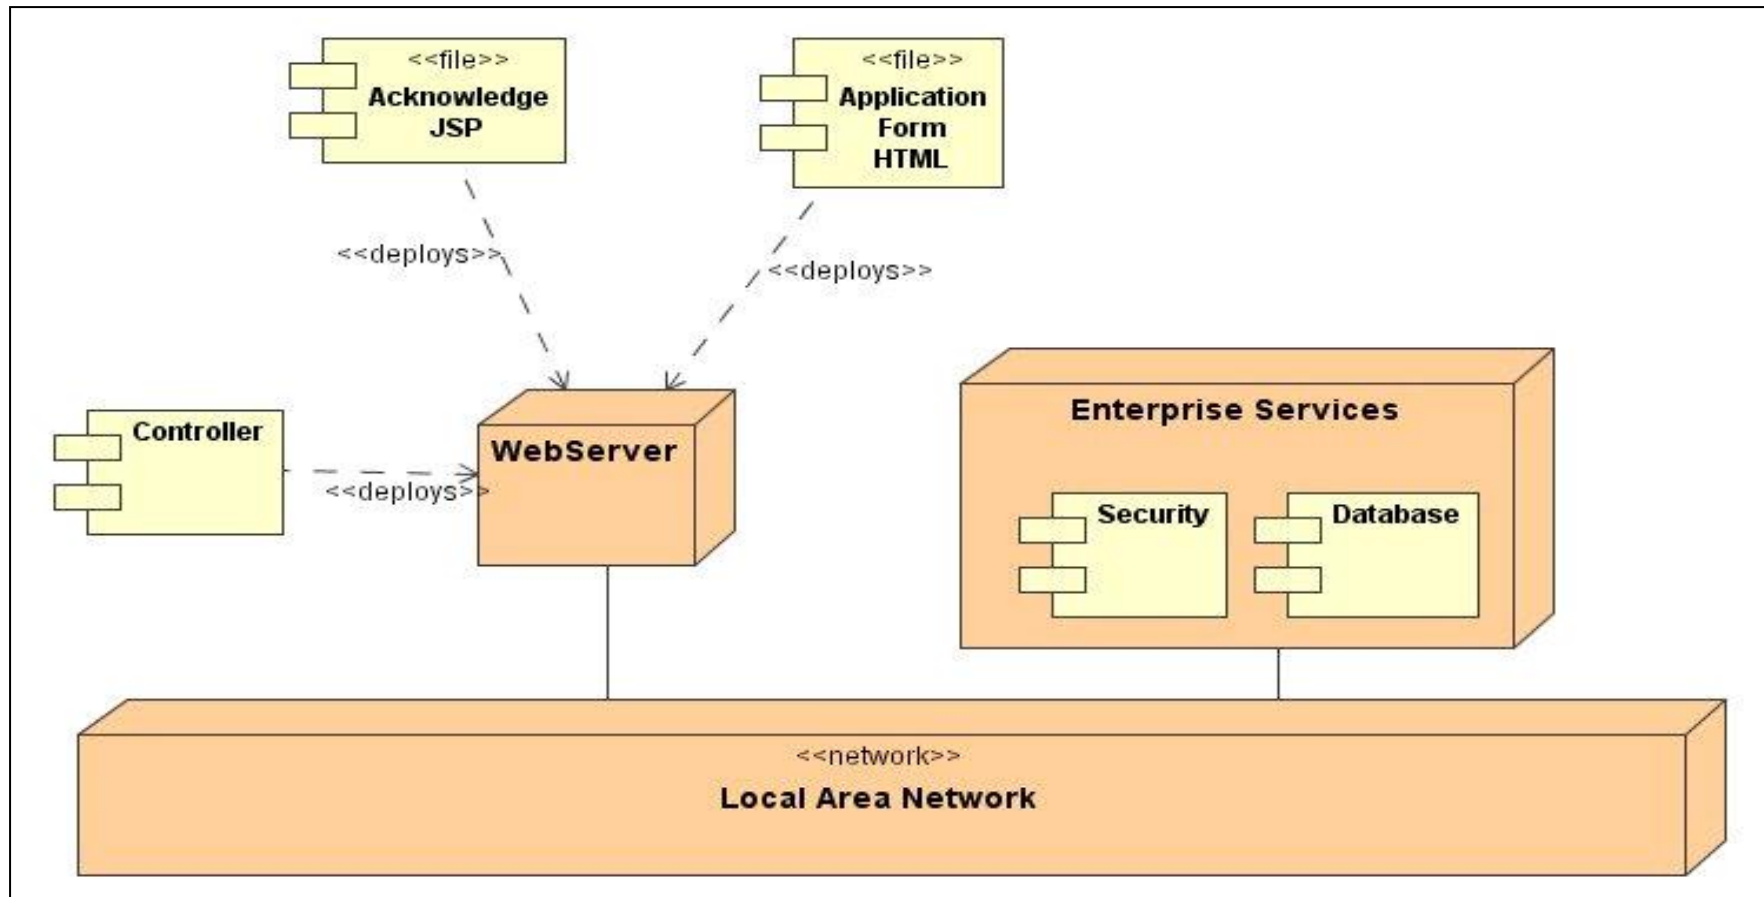 <<file>>
Acknowledge
JSP
<<file>>
Application
Form
HTML
<<deploys>>
<<deploys>>
Controller
<<deploys>>
WebServer
Enterprise Services
Security
Database
<<network>>
Local Area Network